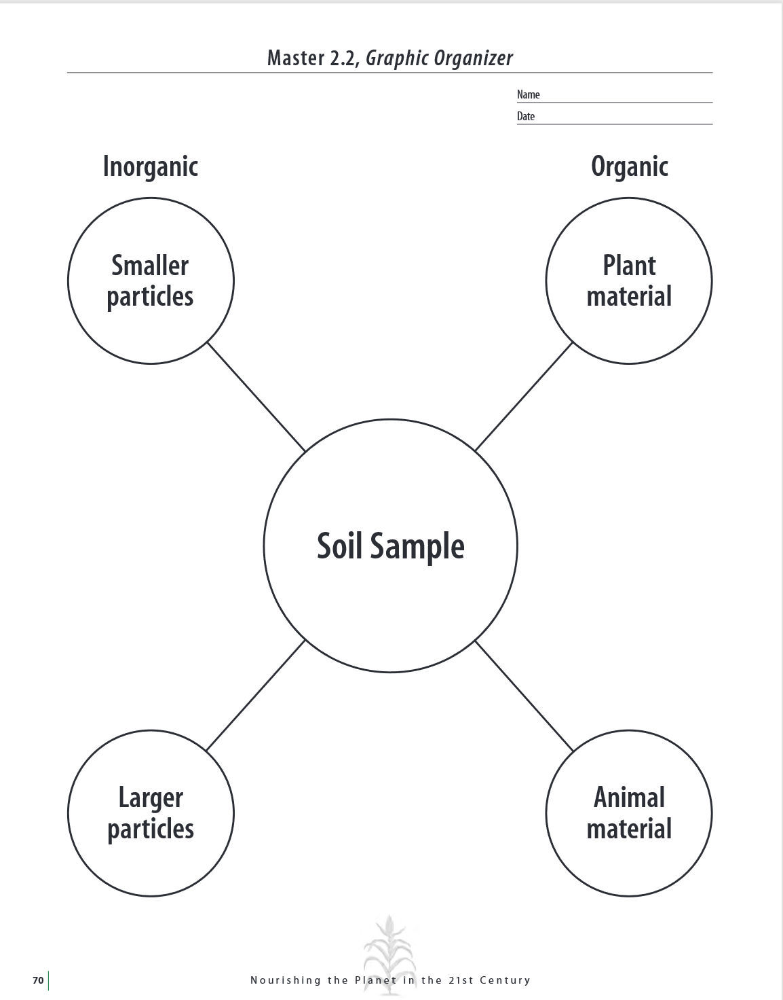 Master 2.2, Graphic Organizer
Name
Date
Inorganic
Organic
Smaller
particles
Plant
material
Soil Sample
Larger
particles
Animal
material
70
Nourishing the Planet in the 21st Century